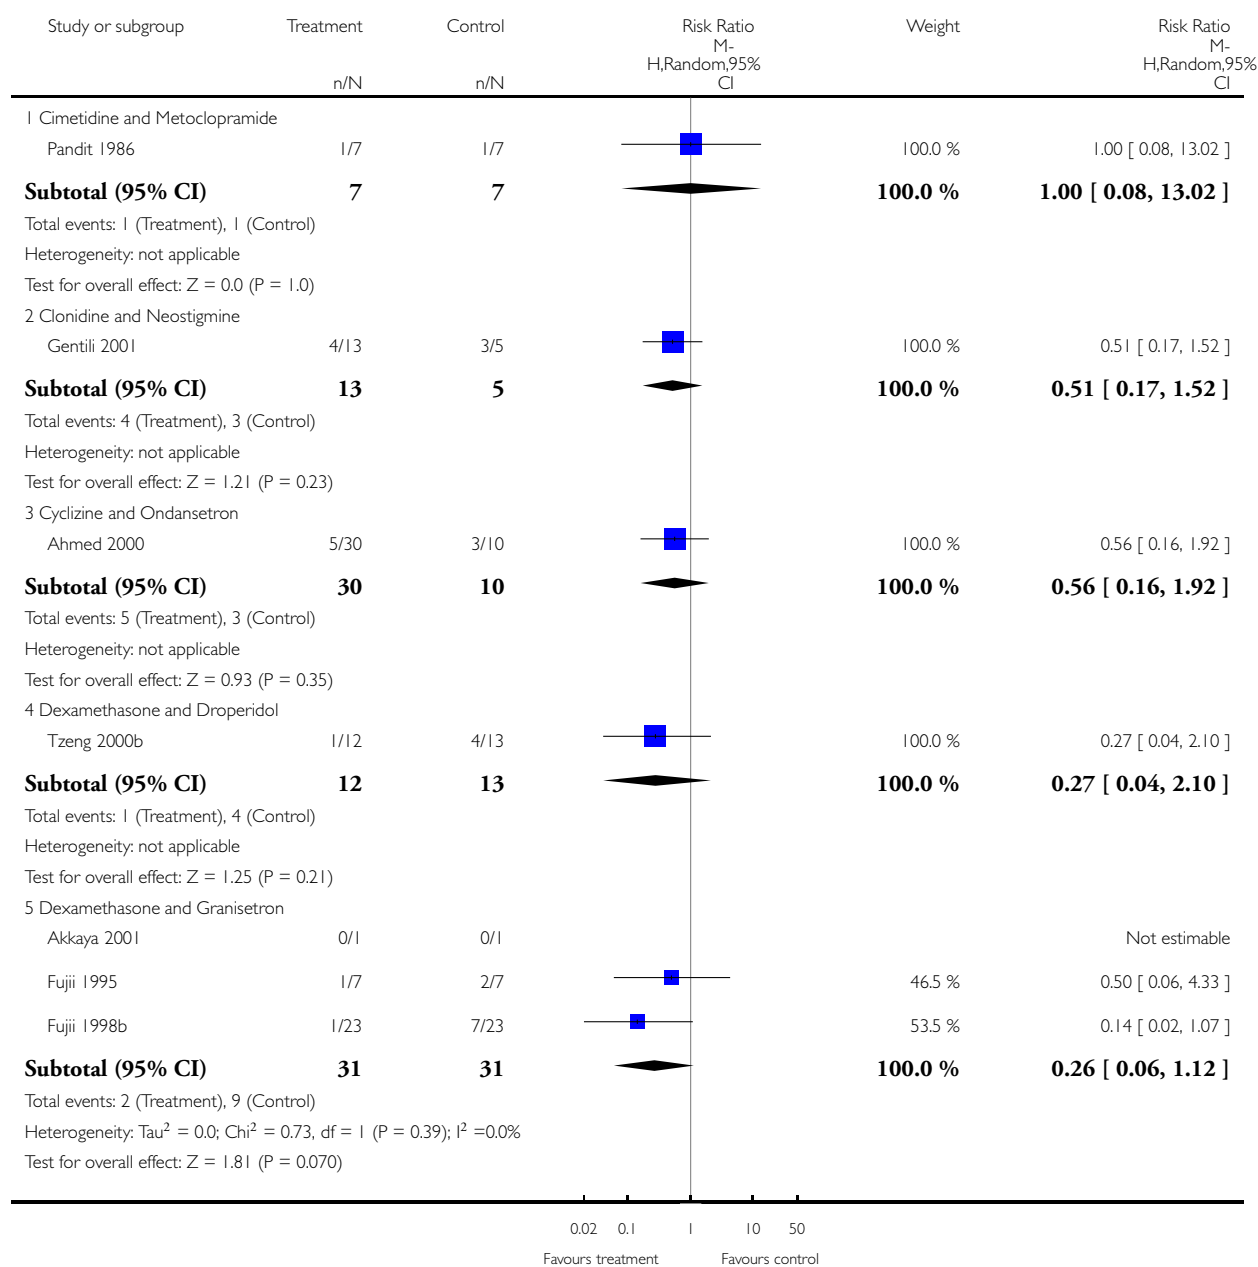 Study or subgroup Treatment Control Risk Ratio Weight Risk Ratio
M- M-
H,Random,95% H,Random,95%
n/N n/N CI CI
1 Cimetidine and Metoclopramide
Pandit 1986 1/7 1/7 100.0 % 1.00 [ 0.08, 13.02 ]
Subtotal (95% CI) 7 7 100.0 % 1.00 [ 0.08, 13.02 ]
Total events: 1 (Treatment), 1 (Control)
Heterogeneity: not applicable
Test for overall effect: Z = 0.0 (P = 1.0)
2 Clonidine and Neostigmine
Gentili 2001 4/13 3/5 100.0 % 0.51 [ 0.17, 1.52 ]
Subtotal (95% CI) 13 5 100.0 % 0.51 [ 0.17, 1.52 ]
Total events: 4 (Treatment), 3 (Control)
Heterogeneity: not applicable
Test for overall effect: Z = 1.21 (P = 0.23)
3 Cyclizine and Ondansetron
Ahmed 2000 5/30 3/10 100.0 % 0.56 [ 0.16, 1.92 ]
Subtotal (95% CI) 30 10 100.0 % 0.56 [ 0.16, 1.92 ]
Total events: 5 (Treatment), 3 (Control)
Heterogeneity: not applicable
Test for overall effect: Z = 0.93 (P = 0.35)
4 Dexamethasone and Droperidol
Tzeng 2000b 1/12 4/13 100.0 % 0.27 [ 0.04, 2.10 ]
Subtotal (95% CI) 12 13 100.0 % 0.27 [ 0.04, 2.10 ]
Total events: 1 (Treatment), 4 (Control)
Heterogeneity: not applicable
Test for overall effect: Z = 1.25 (P = 0.21)
5 Dexamethasone and Granisetron
Akkaya 2001 0/1 0/1 Not estimable
Fujii 1995 1/7 2/7 46.5 % 0.50 [ 0.06, 4.33 ]
Fujii 1998b 1/23 7/23 53.5 % 0.14 [ 0.02, 1.07 ]
Subtotal (95% CI) 31 31 100.0 % 0.26 [ 0.06, 1.12 ]
Total events: 2 (Treatment), 9 (Control)
Heterogeneity: Tau² = 0.0; Chi² = 0.73, df = 1 (P = 0.39); I² =0.0%
Test for overall effect: Z = 1.81 (P = 0.070)
0.02 0.1 1 10 50
Favours treatment Favours control